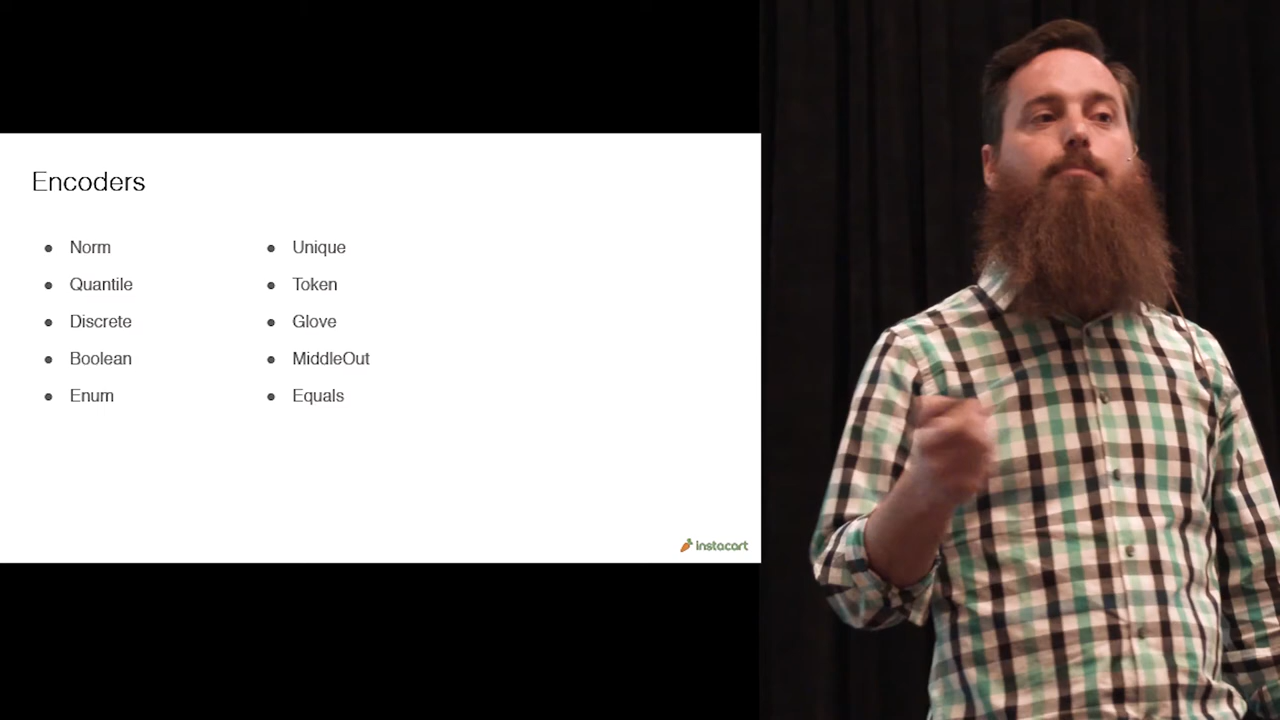 Encoders
Norm
Quantile
Discrete
Boolean
Enum
Unique
Token
Glove
MiddleOut
Equals
instacart